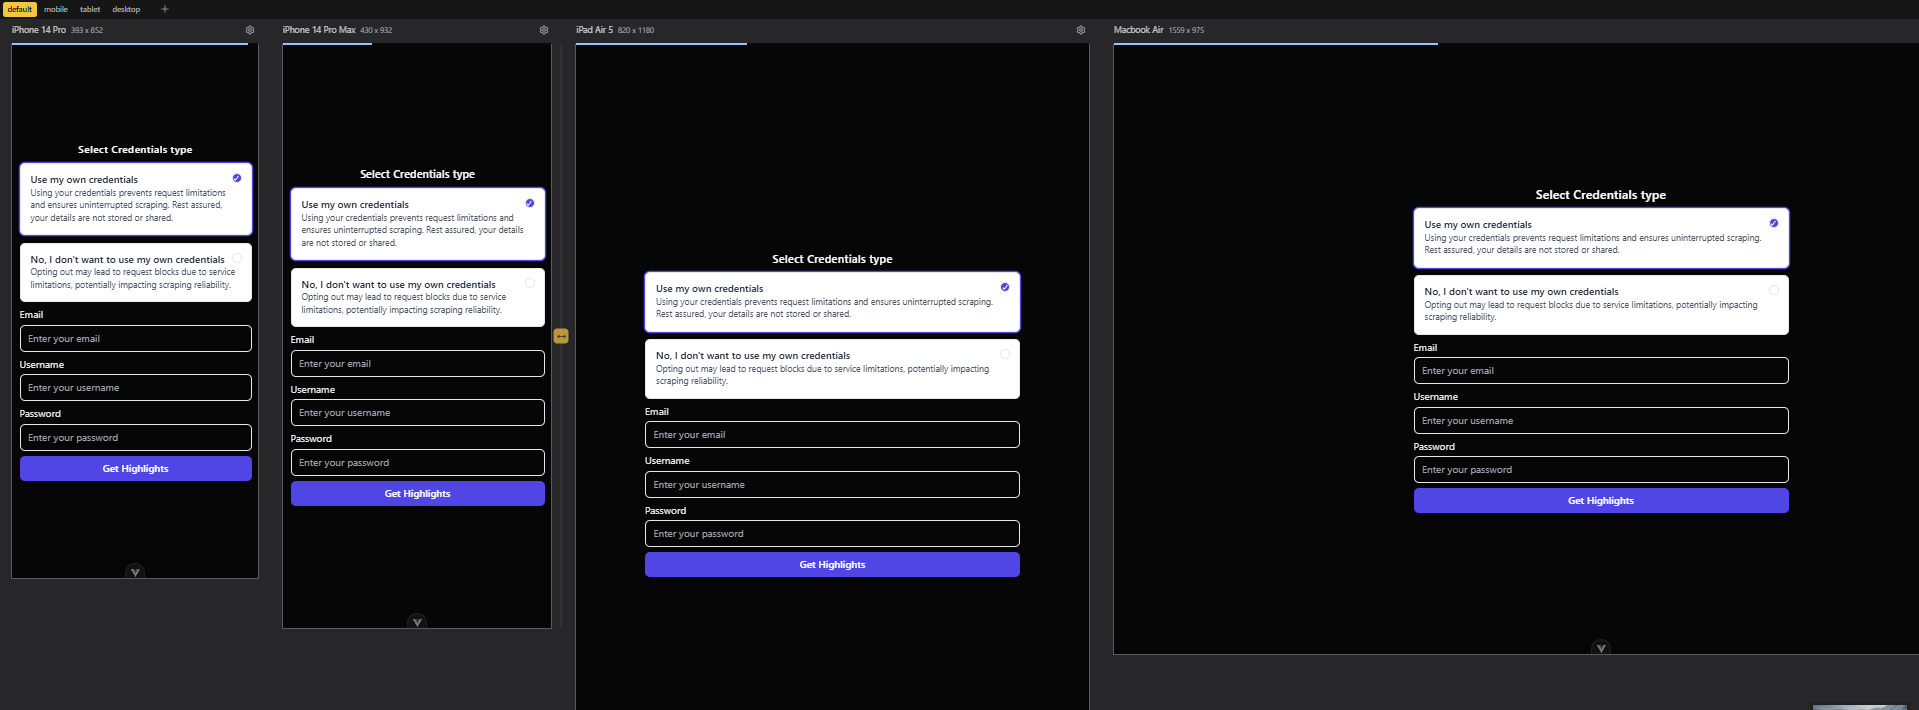 default mobile tablet desktop +
iPhone 14 Pro 393 x 852
Select Credentials type
Use my own credentials
Using your credentials prevents request limitations
and ensures uninterrupted scraping. Rest assured,
your details are not stored or shared.
No, I don't want to use my own credentials
Opting out may lead to request blocks due to service
limitations, potentially impacting scraping reliability.
Email
Enter your email
Username
Enter your username
Password
Enter your password
Get Highlights
iPhone 14 Pro Max 430 x 932
Select Credentials type
Use my own credentials
Using your credentials prevents request limitations and
ensures uninterrupted scraping. Rest assured, your details
are not stored or shared.
No, I don't want to use my own credentials
Opting out may lead to request blocks due to service
limitations, potentially impacting scraping reliability.
Email
Enter your email
Username
Enter your username
Password
Enter your password
Get Highlights
iPad Air 5 820 x 1180
Select Credentials type
Use my own credentials
Using your credentials prevents request limitations and ensures uninterrupted scraping.
Rest assured, your details are not stored or shared.
No, I don't want to use my own credentials
Opting out may lead to request blocks due to service limitations, potentially impacting
scraping reliability.
Email
Enter your email
Username
Enter your username
Password
Enter your password
Get Highlights
Macbook Air 1559 x 975
Select Credentials type
Use my own credentials
Using your credentials prevents request limitations and ensures uninterrupted scraping.
Rest assured, your details are not stored or shared.
No, I don't want to use my own credentials
Opting out may lead to request blocks due to service limitations, potentially impacting
scraping reliability.
Email
Enter your email
Username
Enter your username
Password
Enter your password
Get Highlights